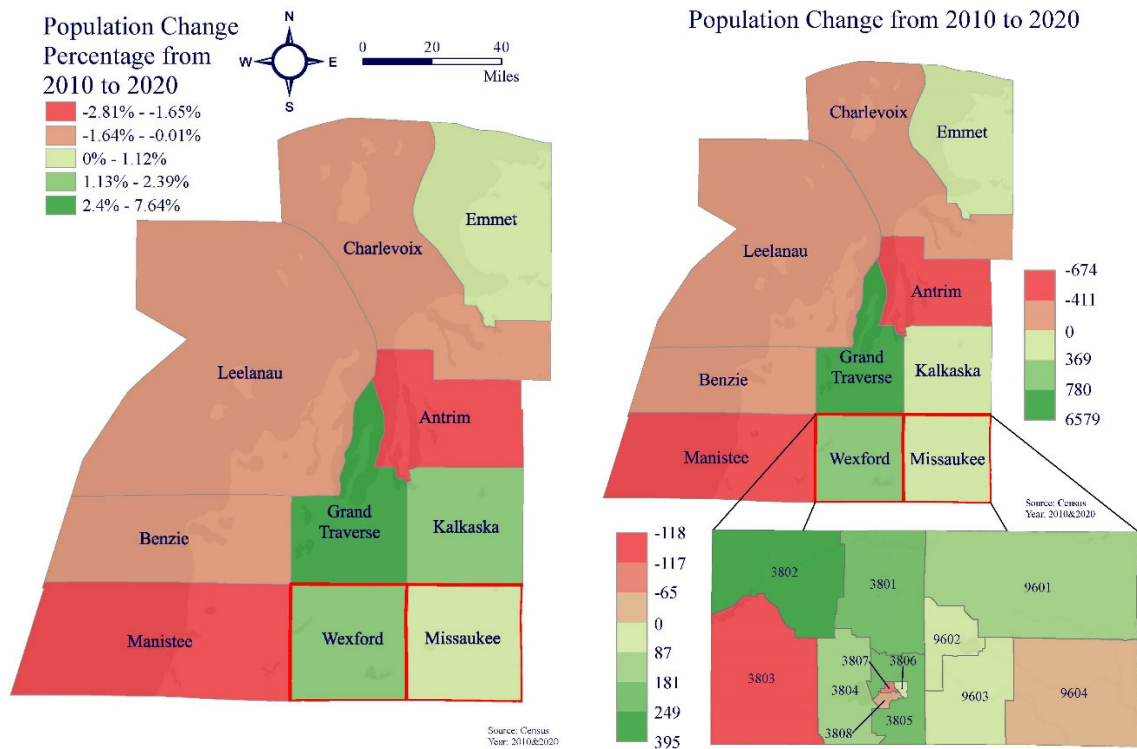 Population Change
Percentage from
2010 to 2020
-2.81% - -1.65%
-1.64% - -0.01%
0% - 1.12%
1.13% - 2.39%
2.4% - 7.64%
N
W
E
S
0
20
40
Miles
Charlevoix
Emmet
Leelanau
Antrim
Benzie
Grand
Traverse
Kalkaska
Manistee
Wexford
Missaukee
Source: Census
Year: 2010&2020
Population Change from 2010 to 2020
Charlevoix
Emmet
Leelanau
Antrim
Benzie
Grand
Traverse
Kalkaska
Manistee
Wexford
Missaukee
-674
-411
0
369
780
6579
Source: Census
Year: 2010&2020
-118
-117
-65
0
87
181
249
395
3802
3801
9601
9602
3807
3806
3803
3804
9603
9604
3805
3808